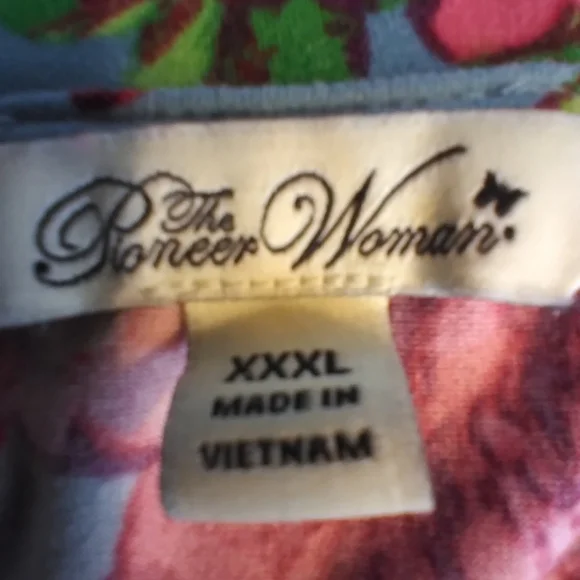 The
Pioneer Woman
XXXL
MADE IN
VIETNAM